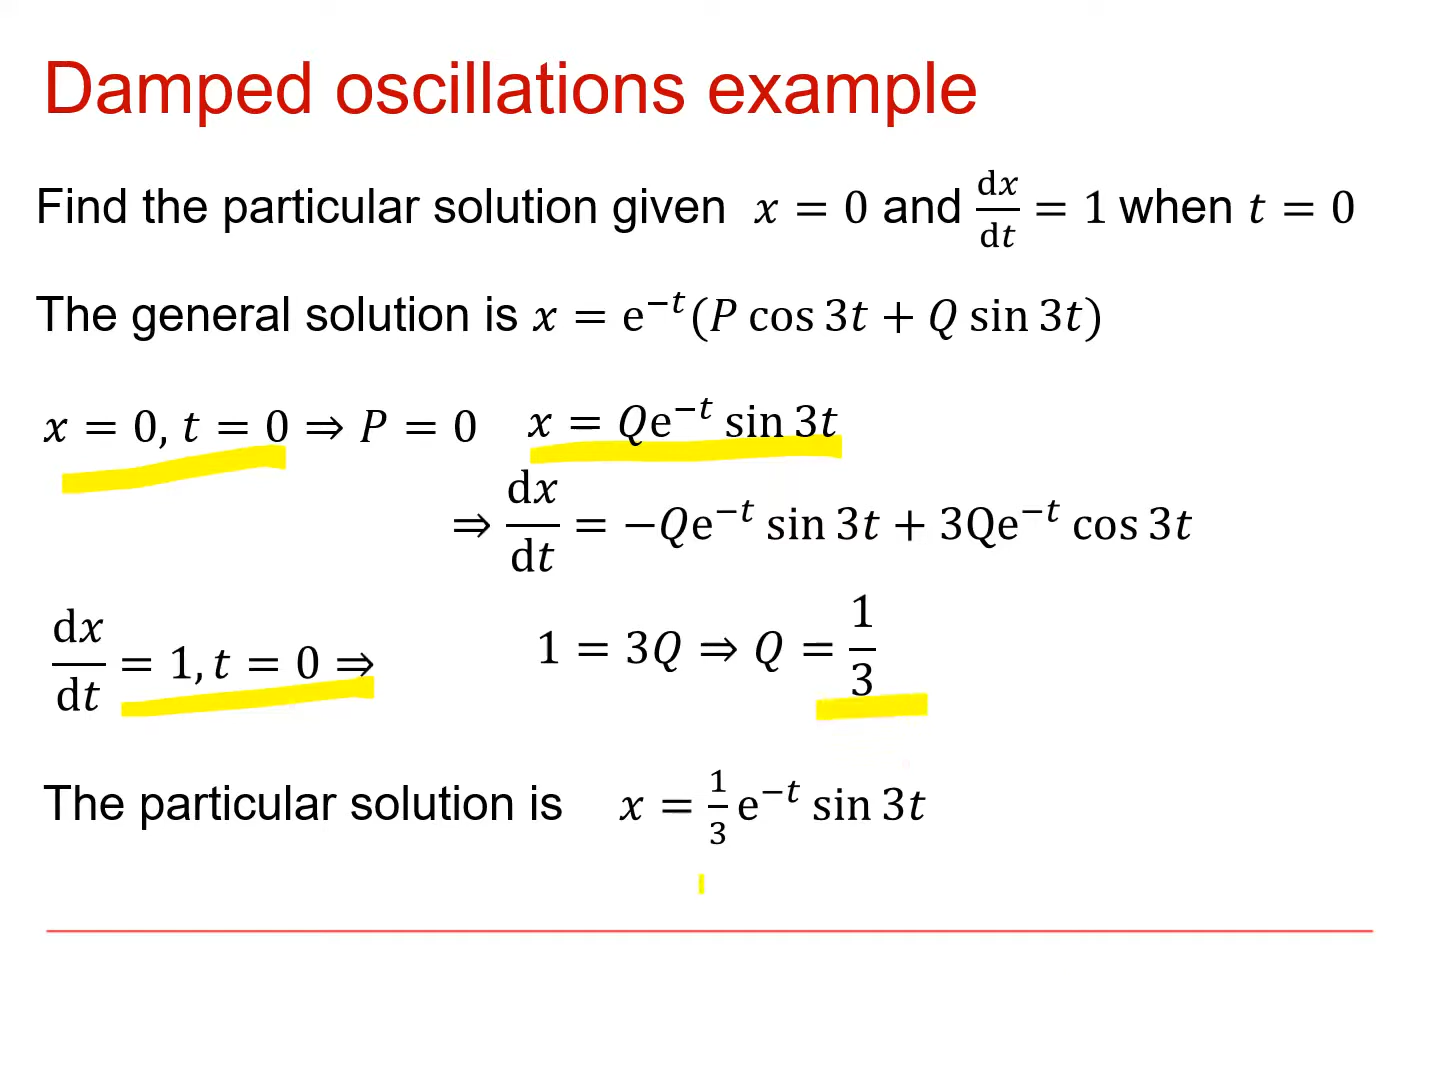 Damped oscillations example
Find the particular solution given x = 0 and dx/dt = 1 when t = 0
The general solution is x = e^−t(P cos 3t + Q sin 3t)
x = 0, t = 0 ⇒ P = 0   x = Qe^−t sin 3t
⇒ dx/dt = −Qe^−t sin 3t + 3Qe^−t cos 3t
dx/dt = 1, t = 0 ⇒   1 = 3Q ⇒ Q = 1/3
The particular solution is   x = 1/3 e^−t sin 3t